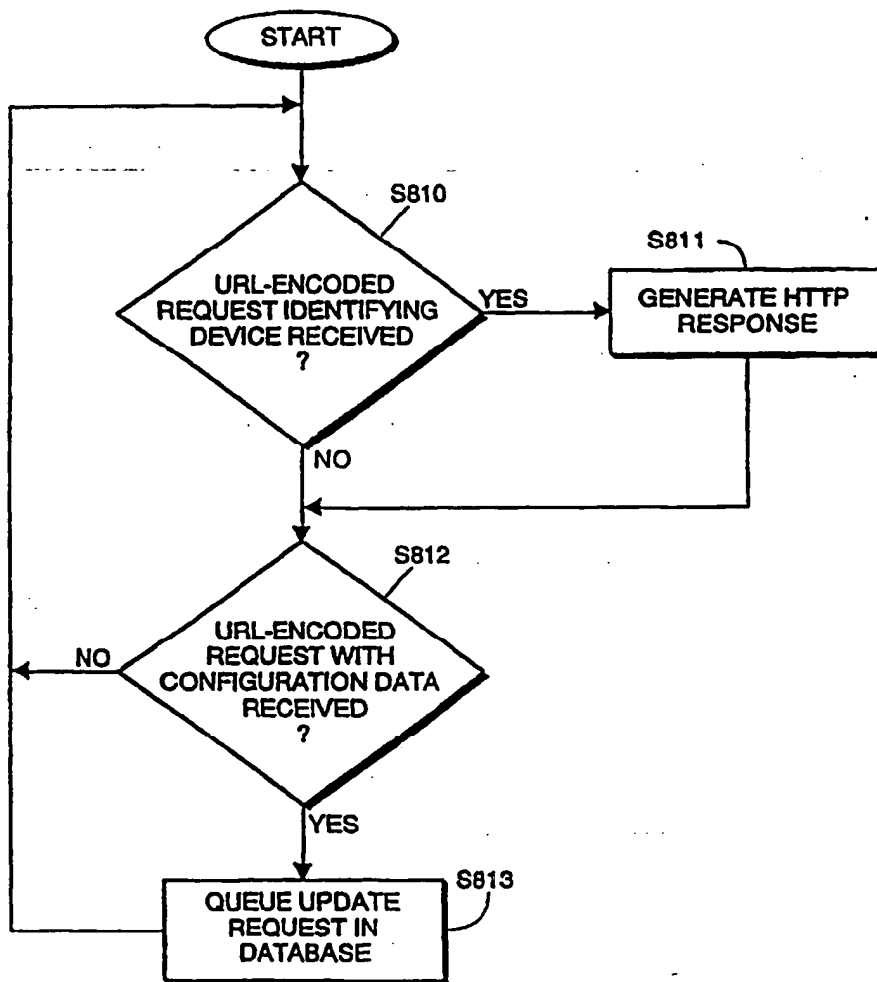 START
S810
URL-ENCODED
REQUEST IDENTIFYING
DEVICE RECEIVED
?
YES
S811
GENERATE HTTP
RESPONSE
NO
S812
URL-ENCODED
REQUEST WITH
CONFIGURATION DATA
RECEIVED
?
NO
YES
S813
QUEUE UPDATE
REQUEST IN
DATABASE